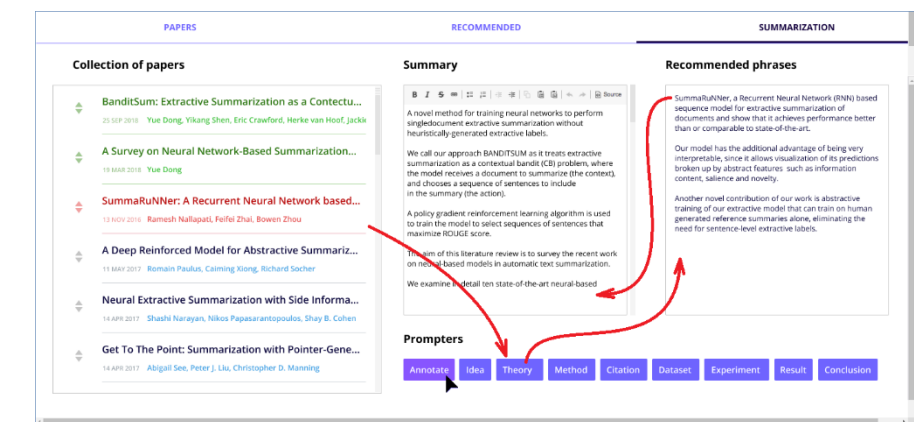 PAPERS
RECOMMENDED
SUMMARIZATION
Collection of papers
BanditSum: Extractive Summarization as a Contectu...
25 SEP 2018 Yue Dong, Yikang Shen, Eric Crawford, Herke van Hoof, Jackie
A Survey on Neural Network-Based Summarization...
19 MAR 2018 Yue Dong
SummaRuNNer: A Recurrent Neural Network based...
13 NOV 2016 Ramesh Nallapati, Feifei Zhai, Bowen Zhou
A Deep Reinforced Model for Abstractive Summariz...
11 MAY 2017 Romain Paulus, Caiming Xiong, Richard Socher
Neural Extractive Summarization with Side Informa...
14 APR 2017 Shashi Narayan, Nikos Papasarantopoulos, Shay B. Cohen
Get To The Point: Summarization with Pointer-Gene...
14 APR 2017 Abigail See, Peter J. Liu, Christopher D. Manning
Summary
B I S Source
A novel method for training neural networks to perform
singledocument extractive summarization without
heuristically-generated extractive labels.
We call our approach BANDITSUM as it treats extractive
summarization as a contextual bandit (CB) problem, where
the model receives a document to summarize (the context),
and chooses a sequence of sentences to include
in the summary (the action).
A policy gradient reinforcement learning algorithm is used
to train the model to select sequences of sentences that
maximize ROUGE score.
The aim of this literature review is to survey the recent work
on neural-based models in automatic text summarization.
We examine in detail ten state-of-the-art neural-based
Recommended phrases
SummaRuNNer, a Recurrent Neural Network (RNN) based
sequence model for extractive summarization of
documents and show that it achieves performance better
than or comparable to state-of-the-art.
Our model has the additional advantage of being very
interpretable, since it allows visualization of its predictions
broken up by abstract features such as information
content, salience and novelty.
Another novel contribution of our work is abstractive
training of our extractive model that can train on human
generated reference summaries alone, eliminating the
need for sentence-level extractive labels.
Prompters
Annotate Idea Theory Method Citation Dataset Experiment Result Conclusion